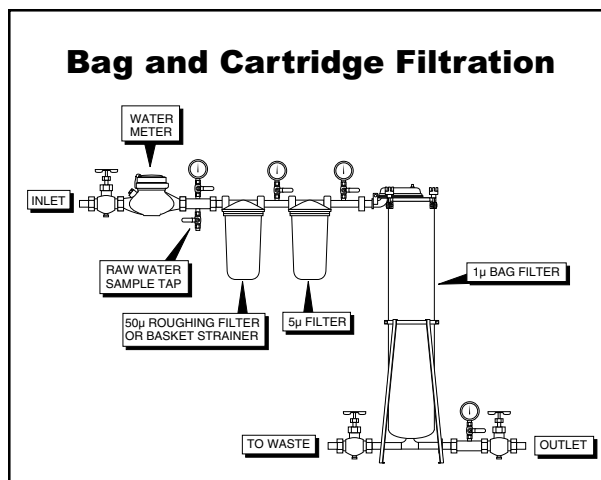 Bag and Cartridge Filtration
WATER
METER
INLET
RAW WATER
SAMPLE TAP
50µ ROUGHING FILTER
OR BASKET STRAINER
5µ FILTER
1µ BAG FILTER
TO WASTE
OUTLET